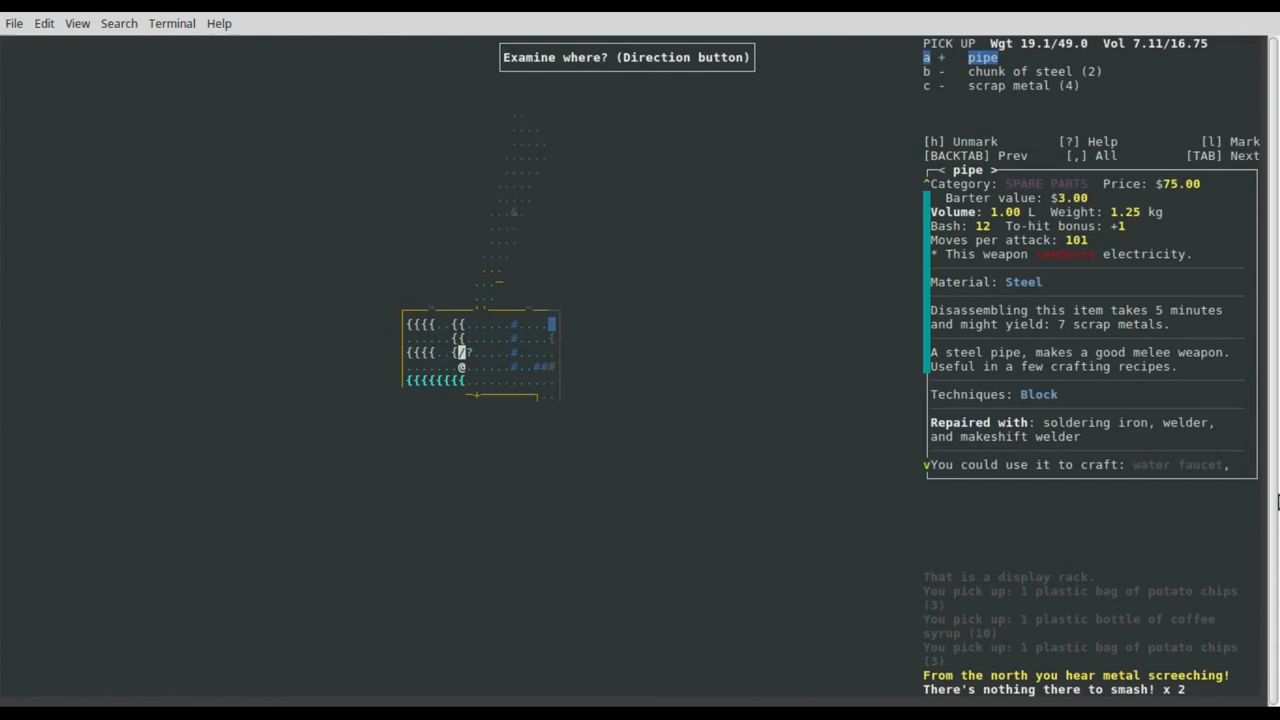 File Edit View Search Terminal Help
Examine where? (Direction button)
PICK UP Wgt 19.1/49.0 Vol 7.11/16.75
a + pipe
b - chunk of steel (2)
c - scrap metal (4)
[h] Unmark [?] Help [l] Mark
[BACKTAB] Prev [,] All [TAB] Next
< pipe >
^Category: SPARE PARTS Price: $75.00
Barter value: $3.00
Volume: 1.00 L Weight: 1.25 kg
Bash: 12 To-hit bonus: +1
Moves per attack: 101
* This weapon conducts electricity.
Material: Steel
Disassembling this item takes 5 minutes
and might yield: 7 scrap metals.
A steel pipe, makes a good melee weapon.
Useful in a few crafting recipes.
Techniques: Block
Repaired with: soldering iron, welder,
and makeshift welder
vYou could use it to craft: water faucet,
That is a display rack.
You pick up: 1 plastic bag of potato chips
(3)
You pick up: 1 plastic bottle of coffee
syrup (10)
You pick up: 1 plastic bag of potato chips
(3)
From the north you hear metal screeching!
There's nothing there to smash! x 2